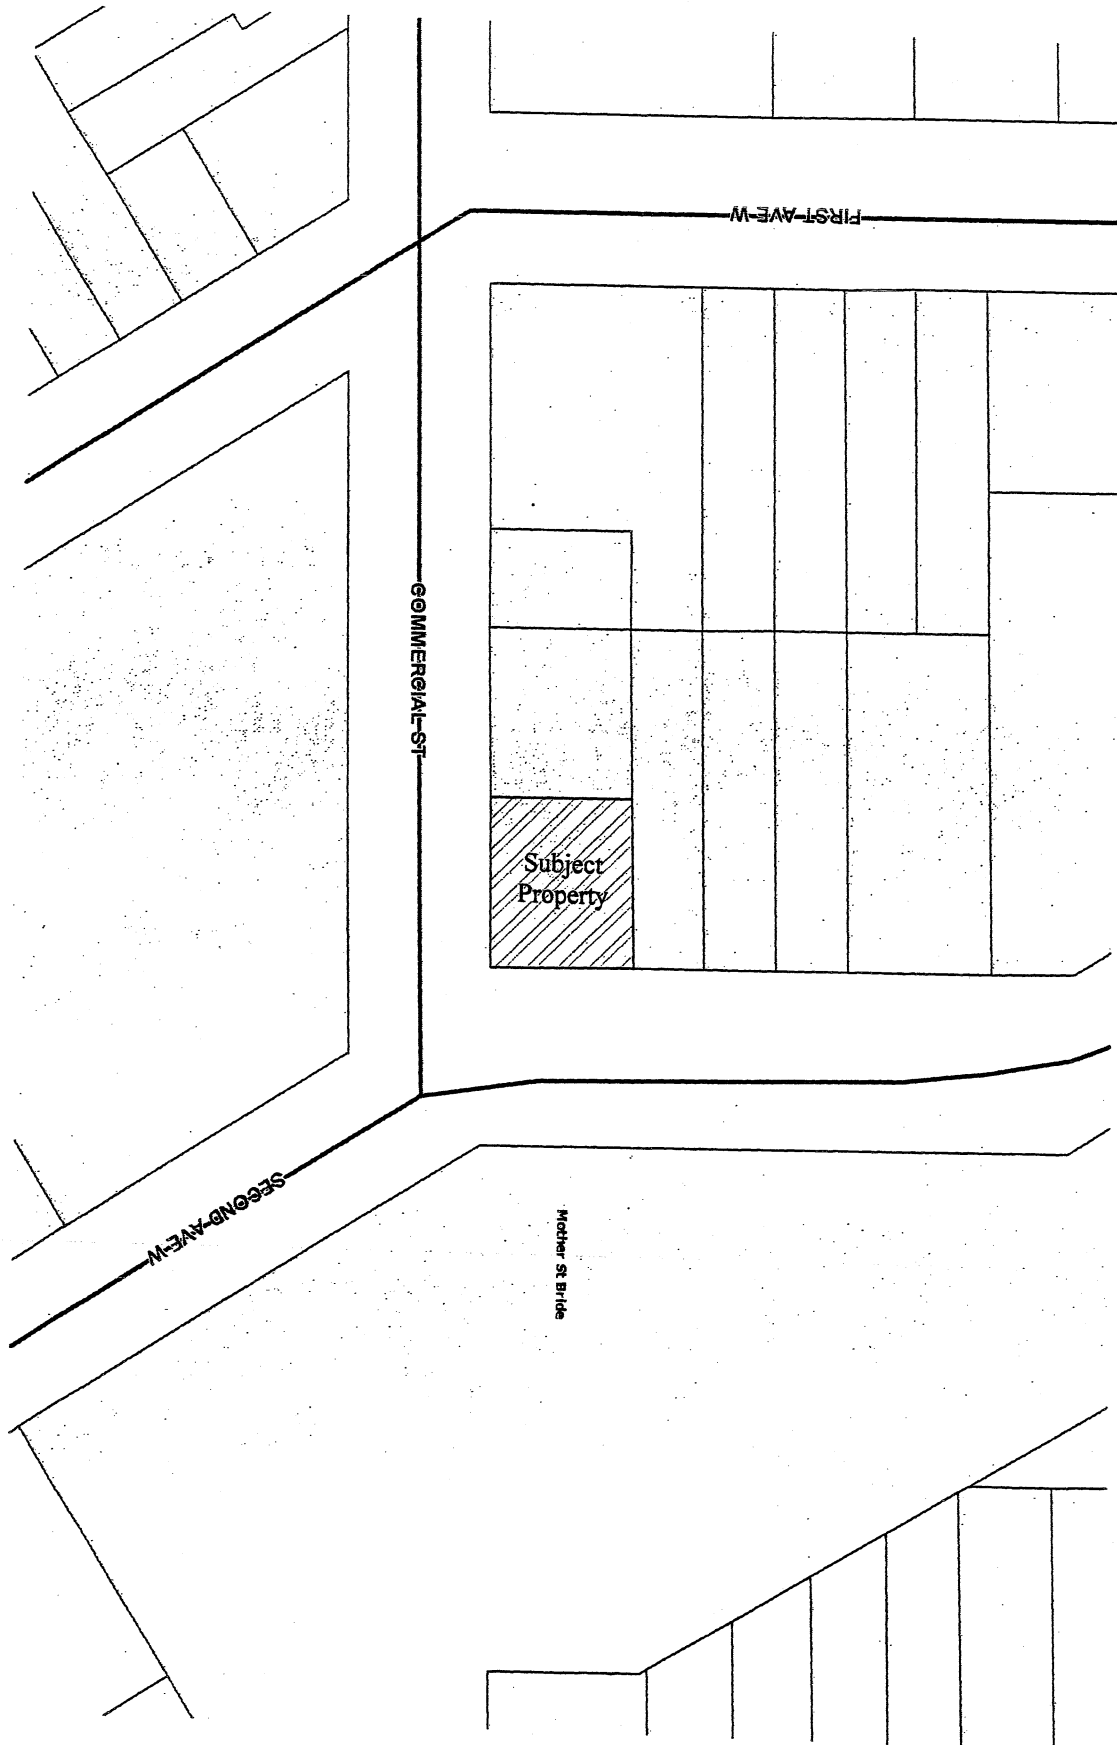 FIRST AVE W
COMMERCIAL ST
Subject
Property
SECOND AVE W
Mother St Bride